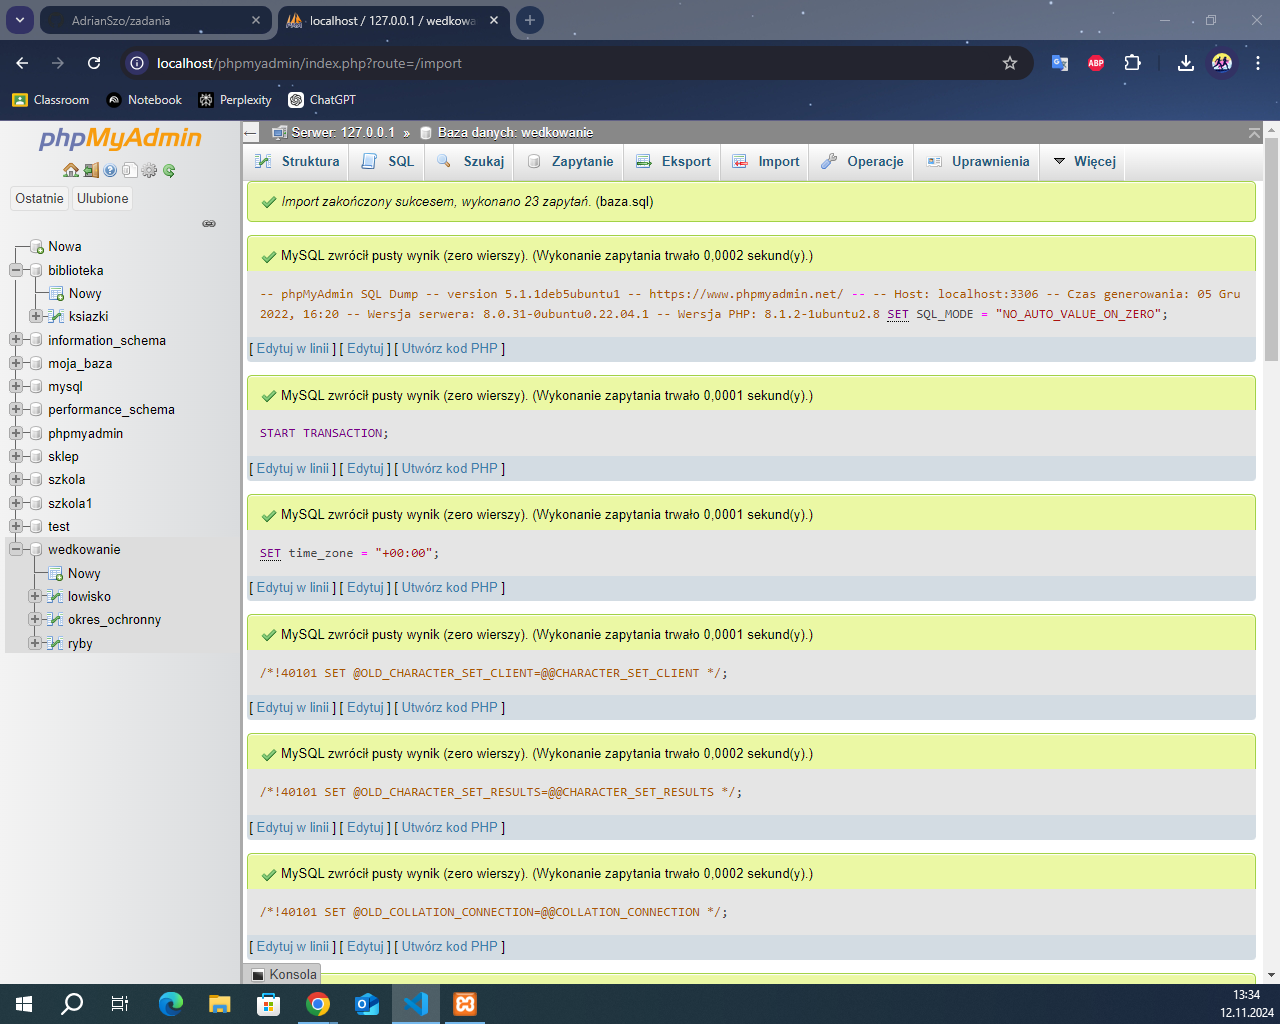 AdrianSzo/zadania
localhost / 127.0.0.1 / wedkowa
localhost/phpmyadmin/index.php?route=/import
ABP
Classroom
Notebook
Perplexity
ChatGPT
phpMyAdmin
Ostatnie
Ulubione
Nowa
biblioteka
Nowy
ksiazki
information_schema
moja_baza
mysql
performance_schema
phpmyadmin
sklep
szkola
szkola1
test
wedkowanie
Nowy
lowisko
okres_ochronny
ryby
Serwer: 127.0.0.1 » Baza danych: wedkowanie
Struktura
SQL
Szukaj
Zapytanie
Eksport
Import
Operacje
Uprawnienia
Więcej
Import zakończony sukcesem, wykonano 23 zapytań. (baza.sql)
MySQL zwrócił pusty wynik (zero wierszy). (Wykonanie zapytania trwało 0,0002 sekund(y).)
-- phpMyAdmin SQL Dump -- version 5.1.1deb5ubuntu1 -- https://www.phpmyadmin.net/ -- -- Host: localhost:3306 -- Czas generowania: 05 Gru
2022, 16:20 -- Wersja serwera: 8.0.31-0ubuntu0.22.04.1 -- Wersja PHP: 8.1.2-1ubuntu2.8 SET SQL_MODE = "NO_AUTO_VALUE_ON_ZERO";
[ Edytuj w linii ] [ Edytuj ] [ Utwórz kod PHP ]
MySQL zwrócił pusty wynik (zero wierszy). (Wykonanie zapytania trwało 0,0001 sekund(y).)
START TRANSACTION;
[ Edytuj w linii ] [ Edytuj ] [ Utwórz kod PHP ]
MySQL zwrócił pusty wynik (zero wierszy). (Wykonanie zapytania trwało 0,0001 sekund(y).)
SET time_zone = "+00:00";
[ Edytuj w linii ] [ Edytuj ] [ Utwórz kod PHP ]
MySQL zwrócił pusty wynik (zero wierszy). (Wykonanie zapytania trwało 0,0001 sekund(y).)
/*!40101 SET @OLD_CHARACTER_SET_CLIENT=@@CHARACTER_SET_CLIENT */;
[ Edytuj w linii ] [ Edytuj ] [ Utwórz kod PHP ]
MySQL zwrócił pusty wynik (zero wierszy). (Wykonanie zapytania trwało 0,0002 sekund(y).)
/*!40101 SET @OLD_CHARACTER_SET_RESULTS=@@CHARACTER_SET_RESULTS */;
[ Edytuj w linii ] [ Edytuj ] [ Utwórz kod PHP ]
MySQL zwrócił pusty wynik (zero wierszy). (Wykonanie zapytania trwało 0,0002 sekund(y).)
/*!40101 SET @OLD_COLLATION_CONNECTION=@@COLLATION_CONNECTION */;
[ Edytuj w linii ] [ Edytuj ] [ Utwórz kod PHP ]
Konsola
13:34
12.11.2024